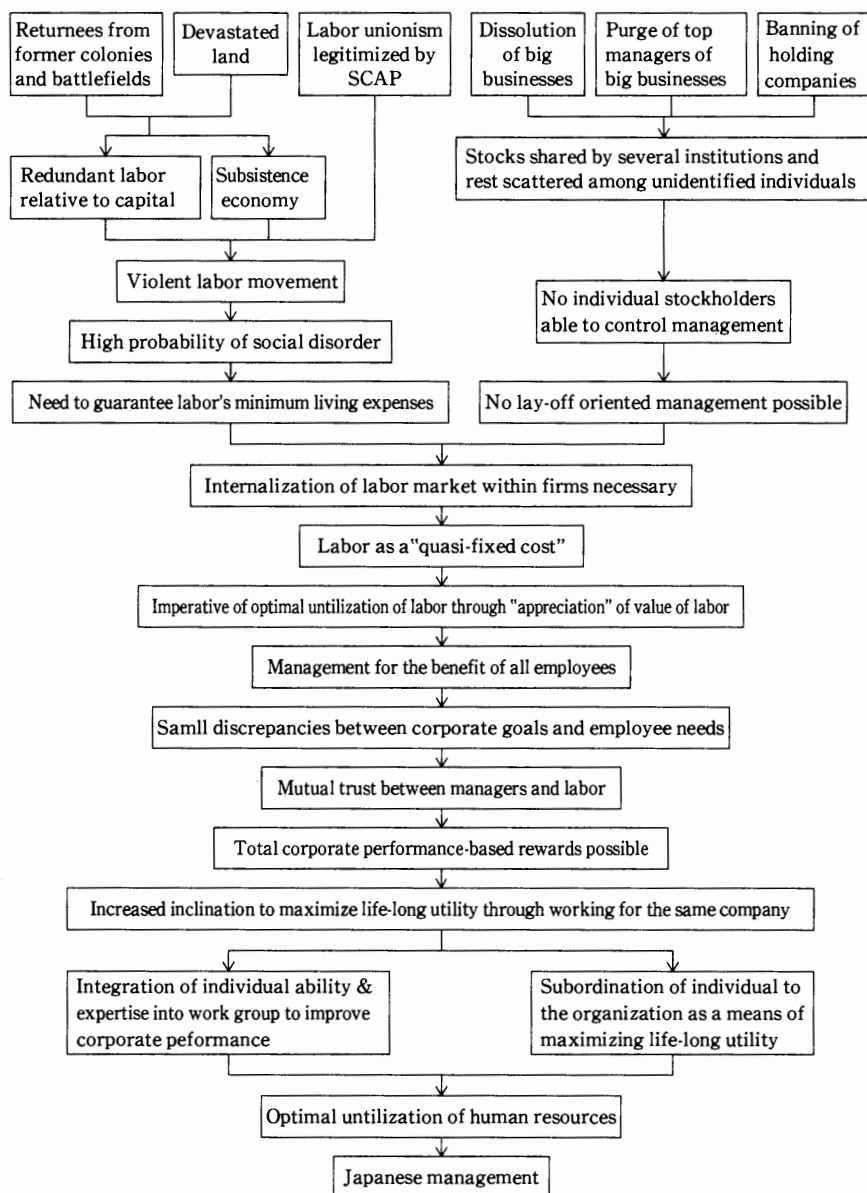 Returnees from
former colonies
and battlefields
Devastated
land
Labor unionism
legitimized by
SCAP
Dissolution
of big
businesses
Purge of top
managers of
big businesses
Banning of
holding
companies
Redundant labor
relative to capital
Subsistence
economy
Stocks shared by several institutions and
rest scattered among unidentified individuals
Violent labor movement
No individual stockholders
able to control management
High probability of social disorder
Need to guarantee labor's minimum living expenses
No lay-off oriented management possible
Internalization of labor market within firms necessary
Labor as a "quasi-fixed cost"
Imperative of optimal untilization of labor through "appreciation" of value of labor
Management for the benefit of all employees
Samll discrepancies between corporate goals and employee needs
Mutual trust between managers and labor
Total corporate performance-based rewards possible
Increased inclination to maximize life-long utility through working for the same company
Integration of individual ability &
expertise into work group to improve
corporate peformance
Subordination of individual to
the organization as a means of
maximizing life-long utility
Optimal untilization of human resources
Japanese management